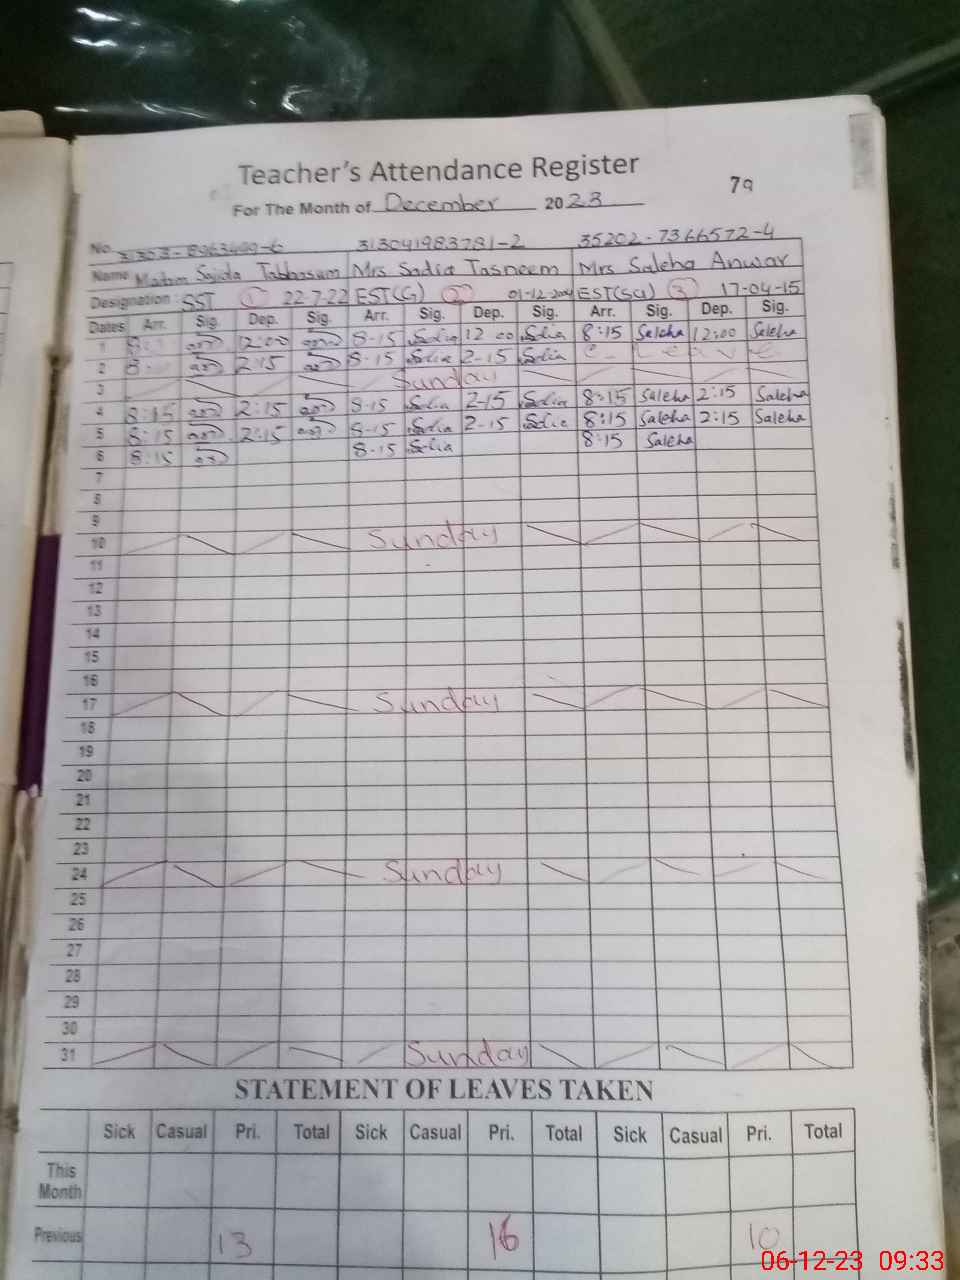 Teacher's Attendance Register
79
For The Month of December 2023
No. 31303-8963499-6 313041983781-2 35202-7366572-4
Name Madam Sajida Tabbasum Mrs Sadia Tasneem Mrs Saleha Anwar
Designation: SST 1 22-7-22 EST(G) 2 EST(SCI) 3 17-04-15
Dates Arr. Sig. Dep. Sig. Arr. Sig. Dep. Sig. Arr. Sig. Dep. Sig.
1 12:00 8-15 Sadia 12 00 Sadia 8:15 Saleha 12:00 Saleha
2 2:15 8-15 Sadia 2-15 Sadia C- Leave
3 Sunday
4 8:15 2:15 8-15 Sadia 2-15 Sadia 8:15 Saleha 2:15 Saleha
5 8:15 2:15 8-15 Sadia 2-15 Sadia 8:15 Saleha 2:15 Saleha
6 8:15 8-15 Sadia 8:15 Saleha
7
8
9
10 Sunday
11
12
13
14
15
16
17 Sunday
18
19
20
21
22
23
24 Sunday
25
26
27
28
29
30
31 Sunday
STATEMENT OF LEAVES TAKEN
Sick Casual Pri. Total Sick Casual Pri. Total Sick Casual Pri. Total
This Month
Previous 13 16 10
06-12-23 09:33